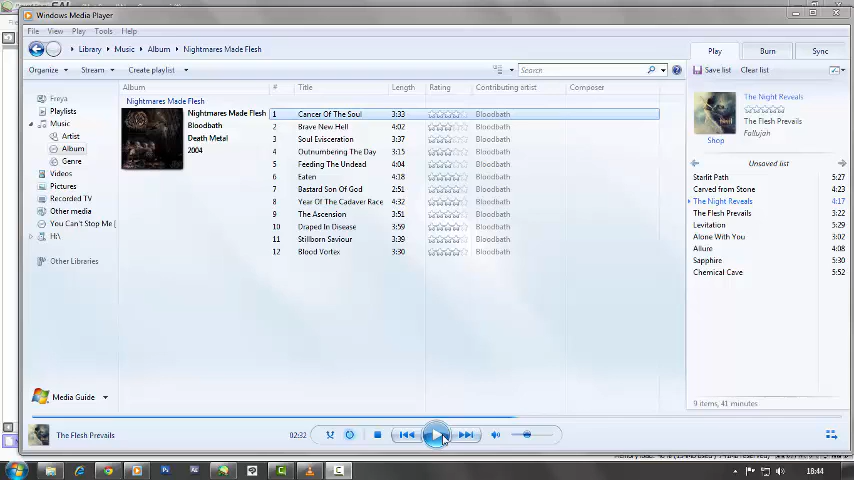 Windows Media Player
File View Play Tools Help
Library Music Album Nightmares Made Flesh
Organize Stream Create playlist Search
Play Burn Sync
Save list Clear list
Album # Title Length Rating Contributing artist Composer
Freya
Playlists
Music
Artist
Album
Genre
Videos
Pictures
Recorded TV
Other media
You Can't Stop Me [
H:\
Other Libraries
Media Guide
Nightmares Made Flesh
Nightmares Made Flesh
Bloodbath
Death Metal
2004
1 Cancer Of The Soul 3:33 Bloodbath
2 Brave New Hell 4:02 Bloodbath
3 Soul Evisceration 3:37 Bloodbath
4 Outnumbering The Day 3:15 Bloodbath
5 Feeding The Undead 4:04 Bloodbath
6 Eaten 4:18 Bloodbath
7 Bastard Son Of God 2:51 Bloodbath
8 Year Of The Cadaver Race 4:32 Bloodbath
9 The Ascension 3:51 Bloodbath
10 Draped In Disease 3:59 Bloodbath
11 Stillborn Saviour 3:39 Bloodbath
12 Blood Vortex 3:30 Bloodbath
The Night Reveals
The Flesh Prevails
Fallujah
Shop
Unsaved list
Starlit Path 5:27
Carved from Stone 4:23
The Night Reveals 4:17
The Flesh Prevails 5:22
Levitation 5:29
Alone With You 3:02
Allure 4:08
Sapphire 5:30
Chemical Cave 3:52
9 items, 41 minutes
The Flesh Prevails 02:32
18:44